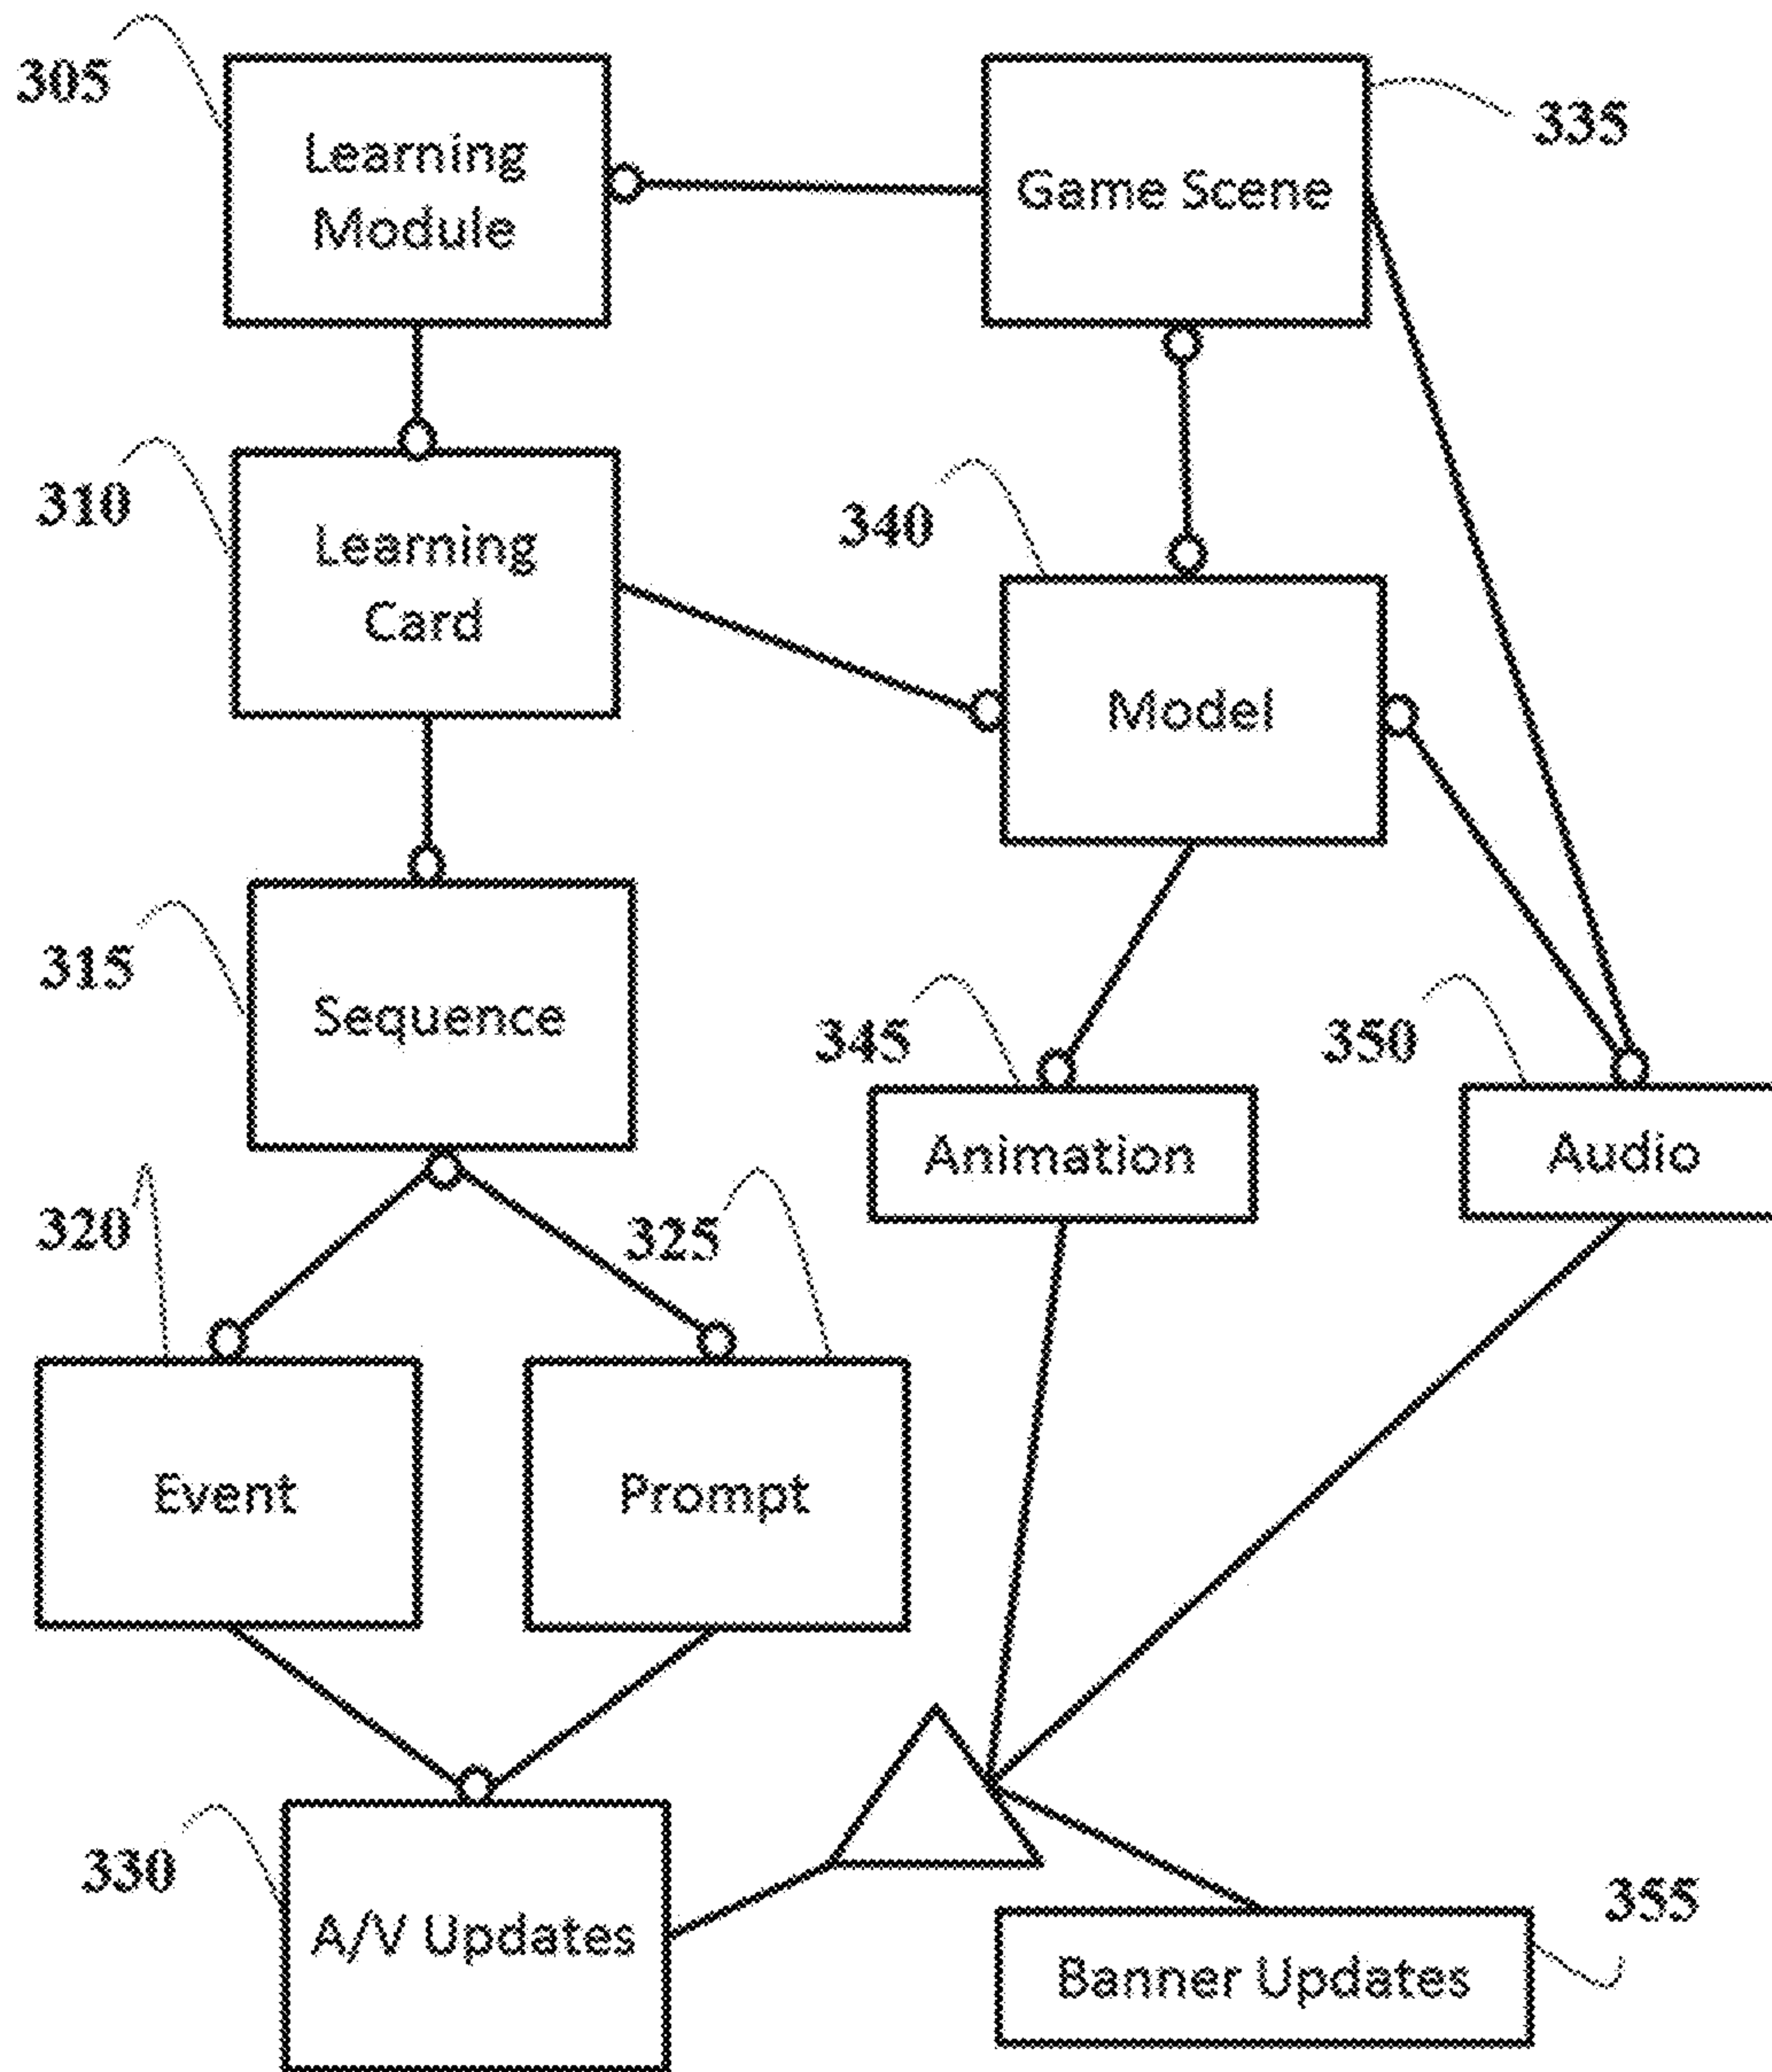 305
Learning
Module
Game Scene
335
310
Learning
Card
340
Model
315
Sequence
345
350
Animation
Audio
320
325
Event
Prompt
330
A/V Updates
355
Banner Updates